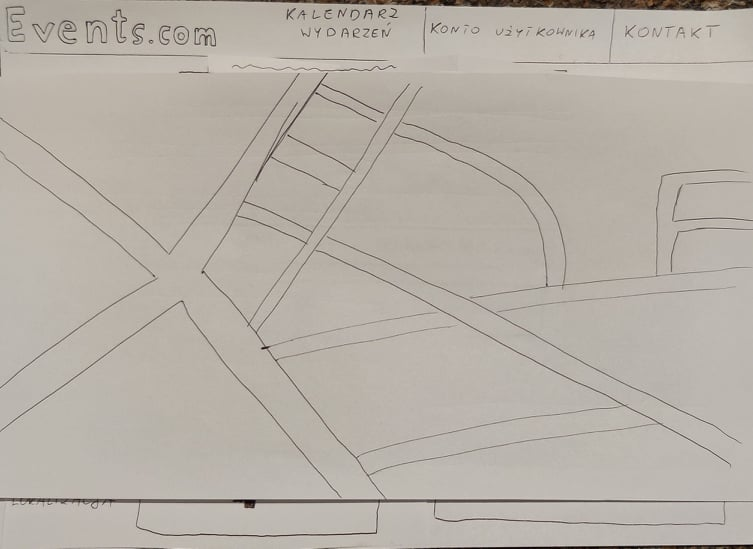 Events.com
KALENDARZ
WYDARZEŃ
KONTO UŻYTKOWNIKA
KONTAKT